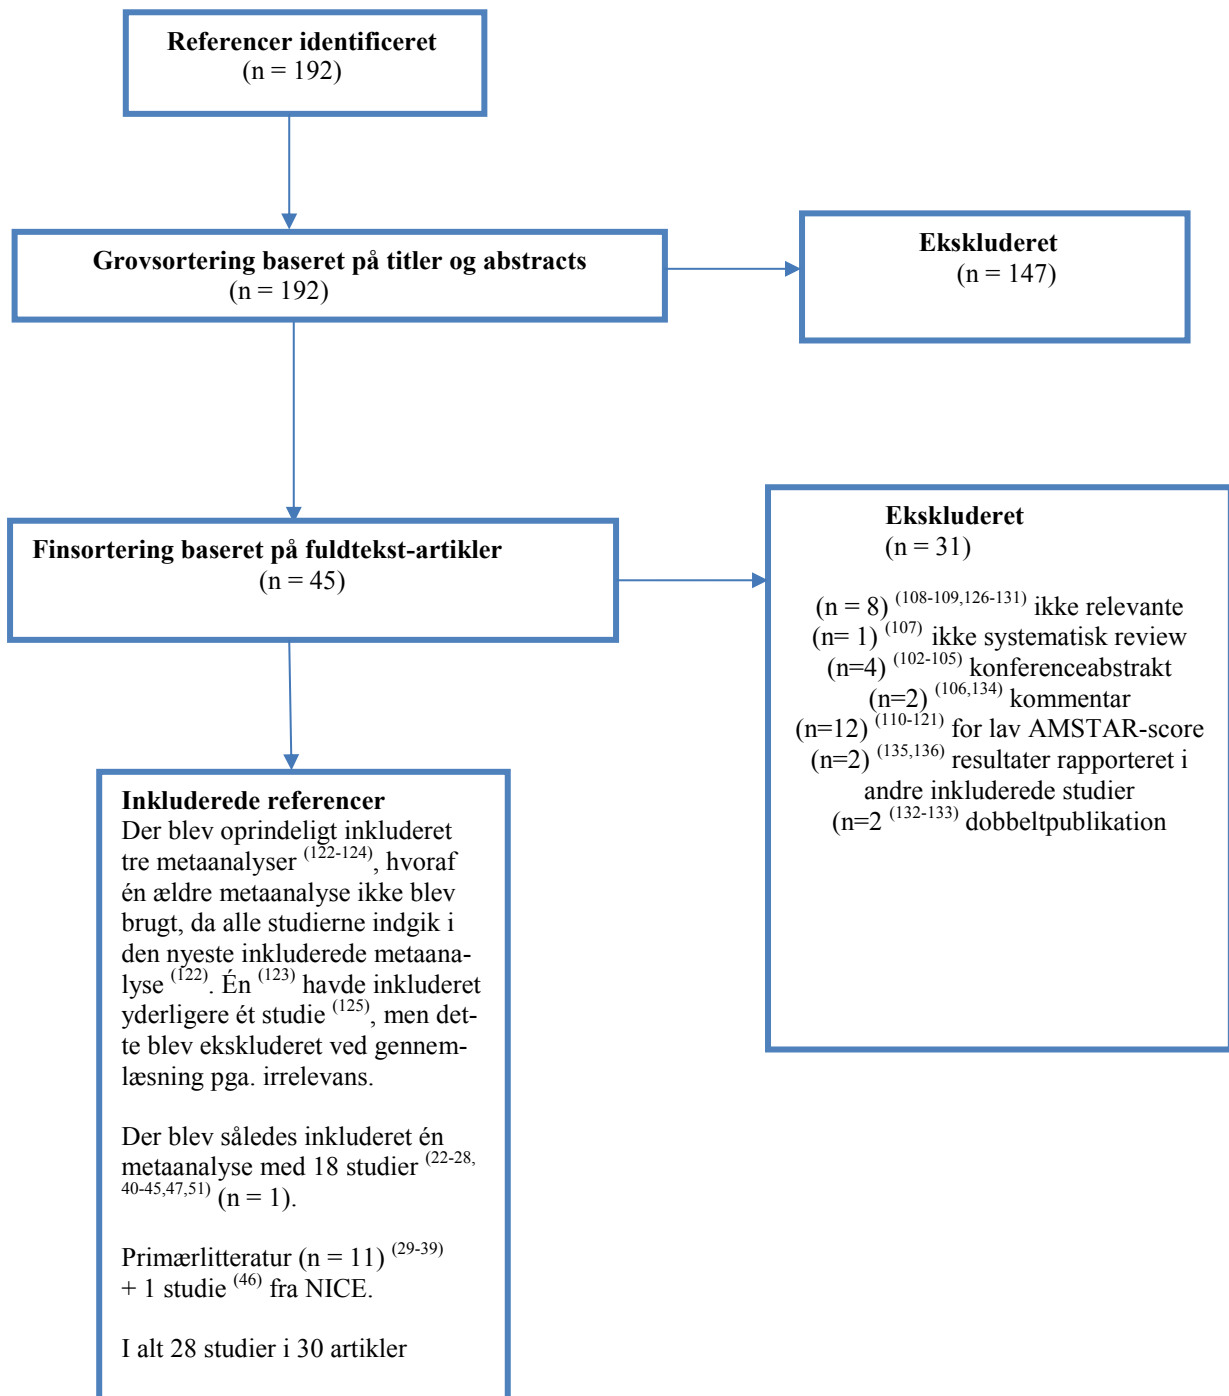 Referencer identificeret
(n = 192)
Grovsortering baseret på titler og abstracts
(n = 192)
Ekskluderet
(n = 147)
Finsortering baseret på fuldtekst-artikler
(n = 45)
Ekskluderet
(n = 31)
(n = 8) (108-109,126-131) ikke relevante
(n= 1) (107) ikke systematisk review
(n=4) (102-105) konferenceabstrakt
(n=2) (106,134) kommentar
(n=12) (110-121) for lav AMSTAR-score
(n=2) (135,136) resultater rapporteret i
andre inkluderede studier
(n=2 (132-133) dobbeltpublikation
Inkluderede referencer
Der blev oprindeligt inkluderet
tre metaanalyser (122-124), hvoraf
én ældre metaanalyse ikke blev
brugt, da alle studierne indgik i
den nyeste inkluderede metaana-
lyse (122). Én (123) havde inkluderet
yderligere ét studie (125), men det-
te blev ekskluderet ved gennem-
læsning pga. irrelevans.
Der blev således inkluderet én
metaanalyse med 18 studier (22-28,
40-45,47,51) (n = 1).
Primærlitteratur (n = 11) (29-39)
+ 1 studie (46) fra NICE.
I alt 28 studier i 30 artikler